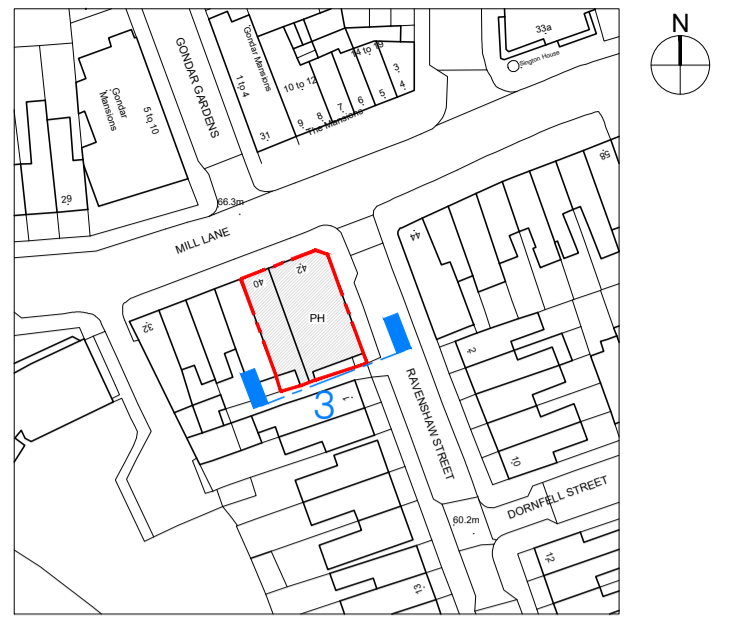 N
33a
Sington House
GONDAR GARDENS
Gondar Mansions
1 to 4
14 to 19
10 to 12
3
4
5
6
7
8
9
31
The Mansions
Gondar
Mansions
5 to 10
29
66.3m
MILL LANE
58
44
42
40
PH
32
2
3
1
RAVENSHAW STREET
10
DORNFELL STREET
60.2m
12
13